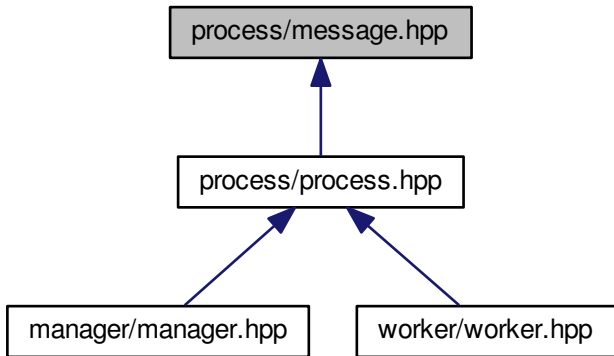 process/message.hpp
process/process.hpp
manager/manager.hpp
worker/worker.hpp